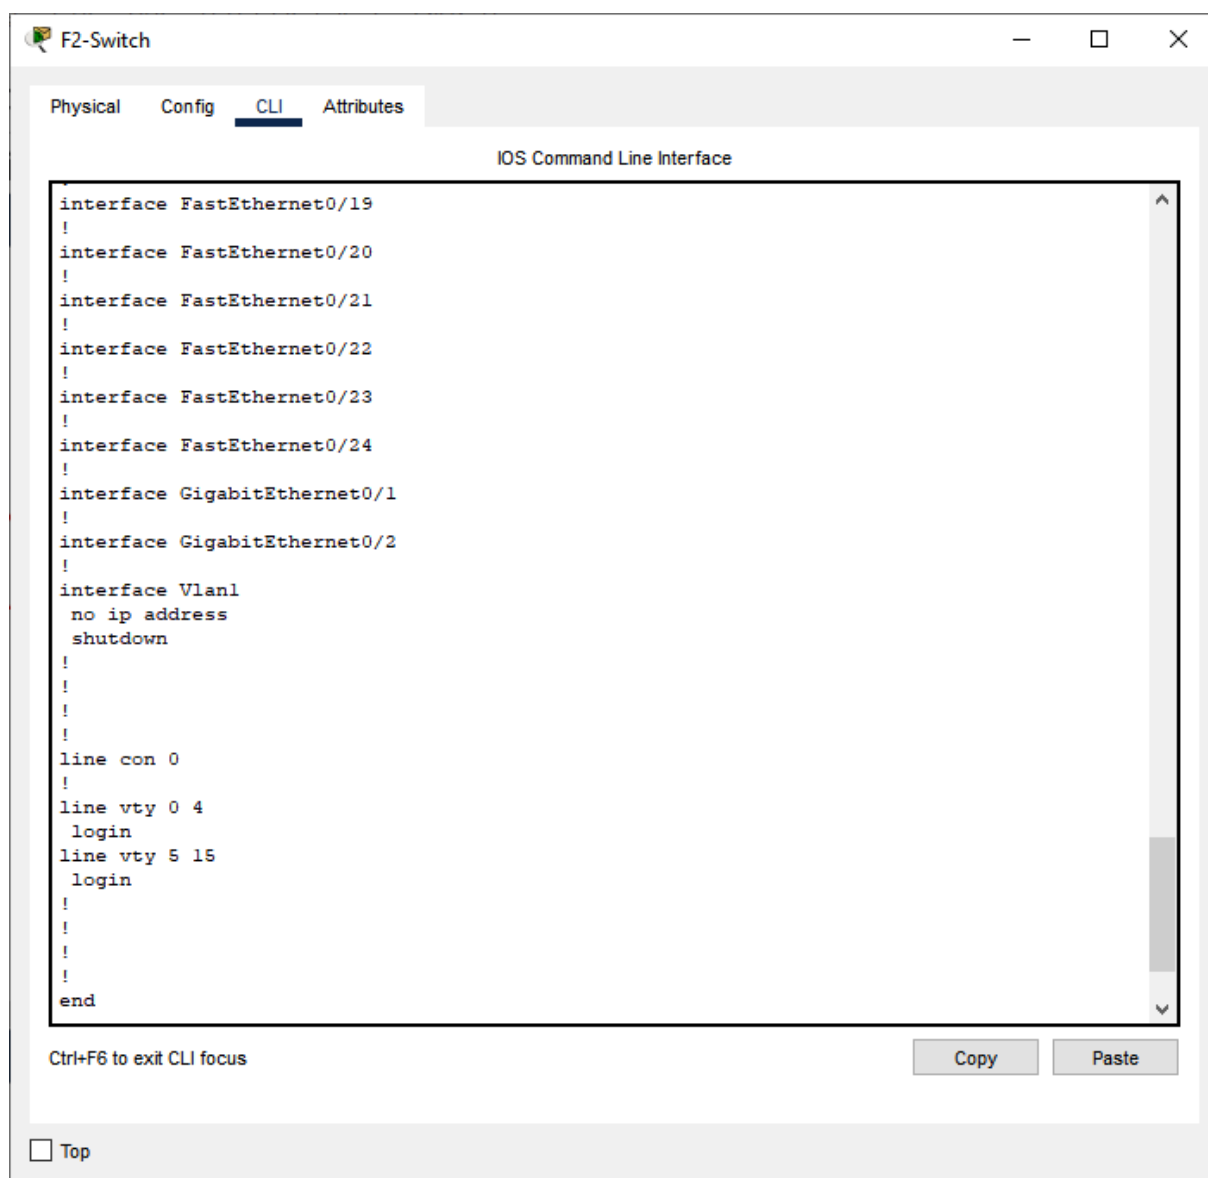 F2-Switch
Physical Config CLI Attributes
IOS Command Line Interface
!
interface FastEthernet0/19
!
interface FastEthernet0/20
!
interface FastEthernet0/21
!
interface FastEthernet0/22
!
interface FastEthernet0/23
!
interface FastEthernet0/24
!
interface GigabitEthernet0/1
!
interface GigabitEthernet0/2
!
interface Vlan1
 no ip address
 shutdown
!
!
!
!
line con 0
!
line vty 0 4
 login
line vty 5 15
 login
!
!
!
!
end
Ctrl+F6 to exit CLI focus
Copy Paste
Top